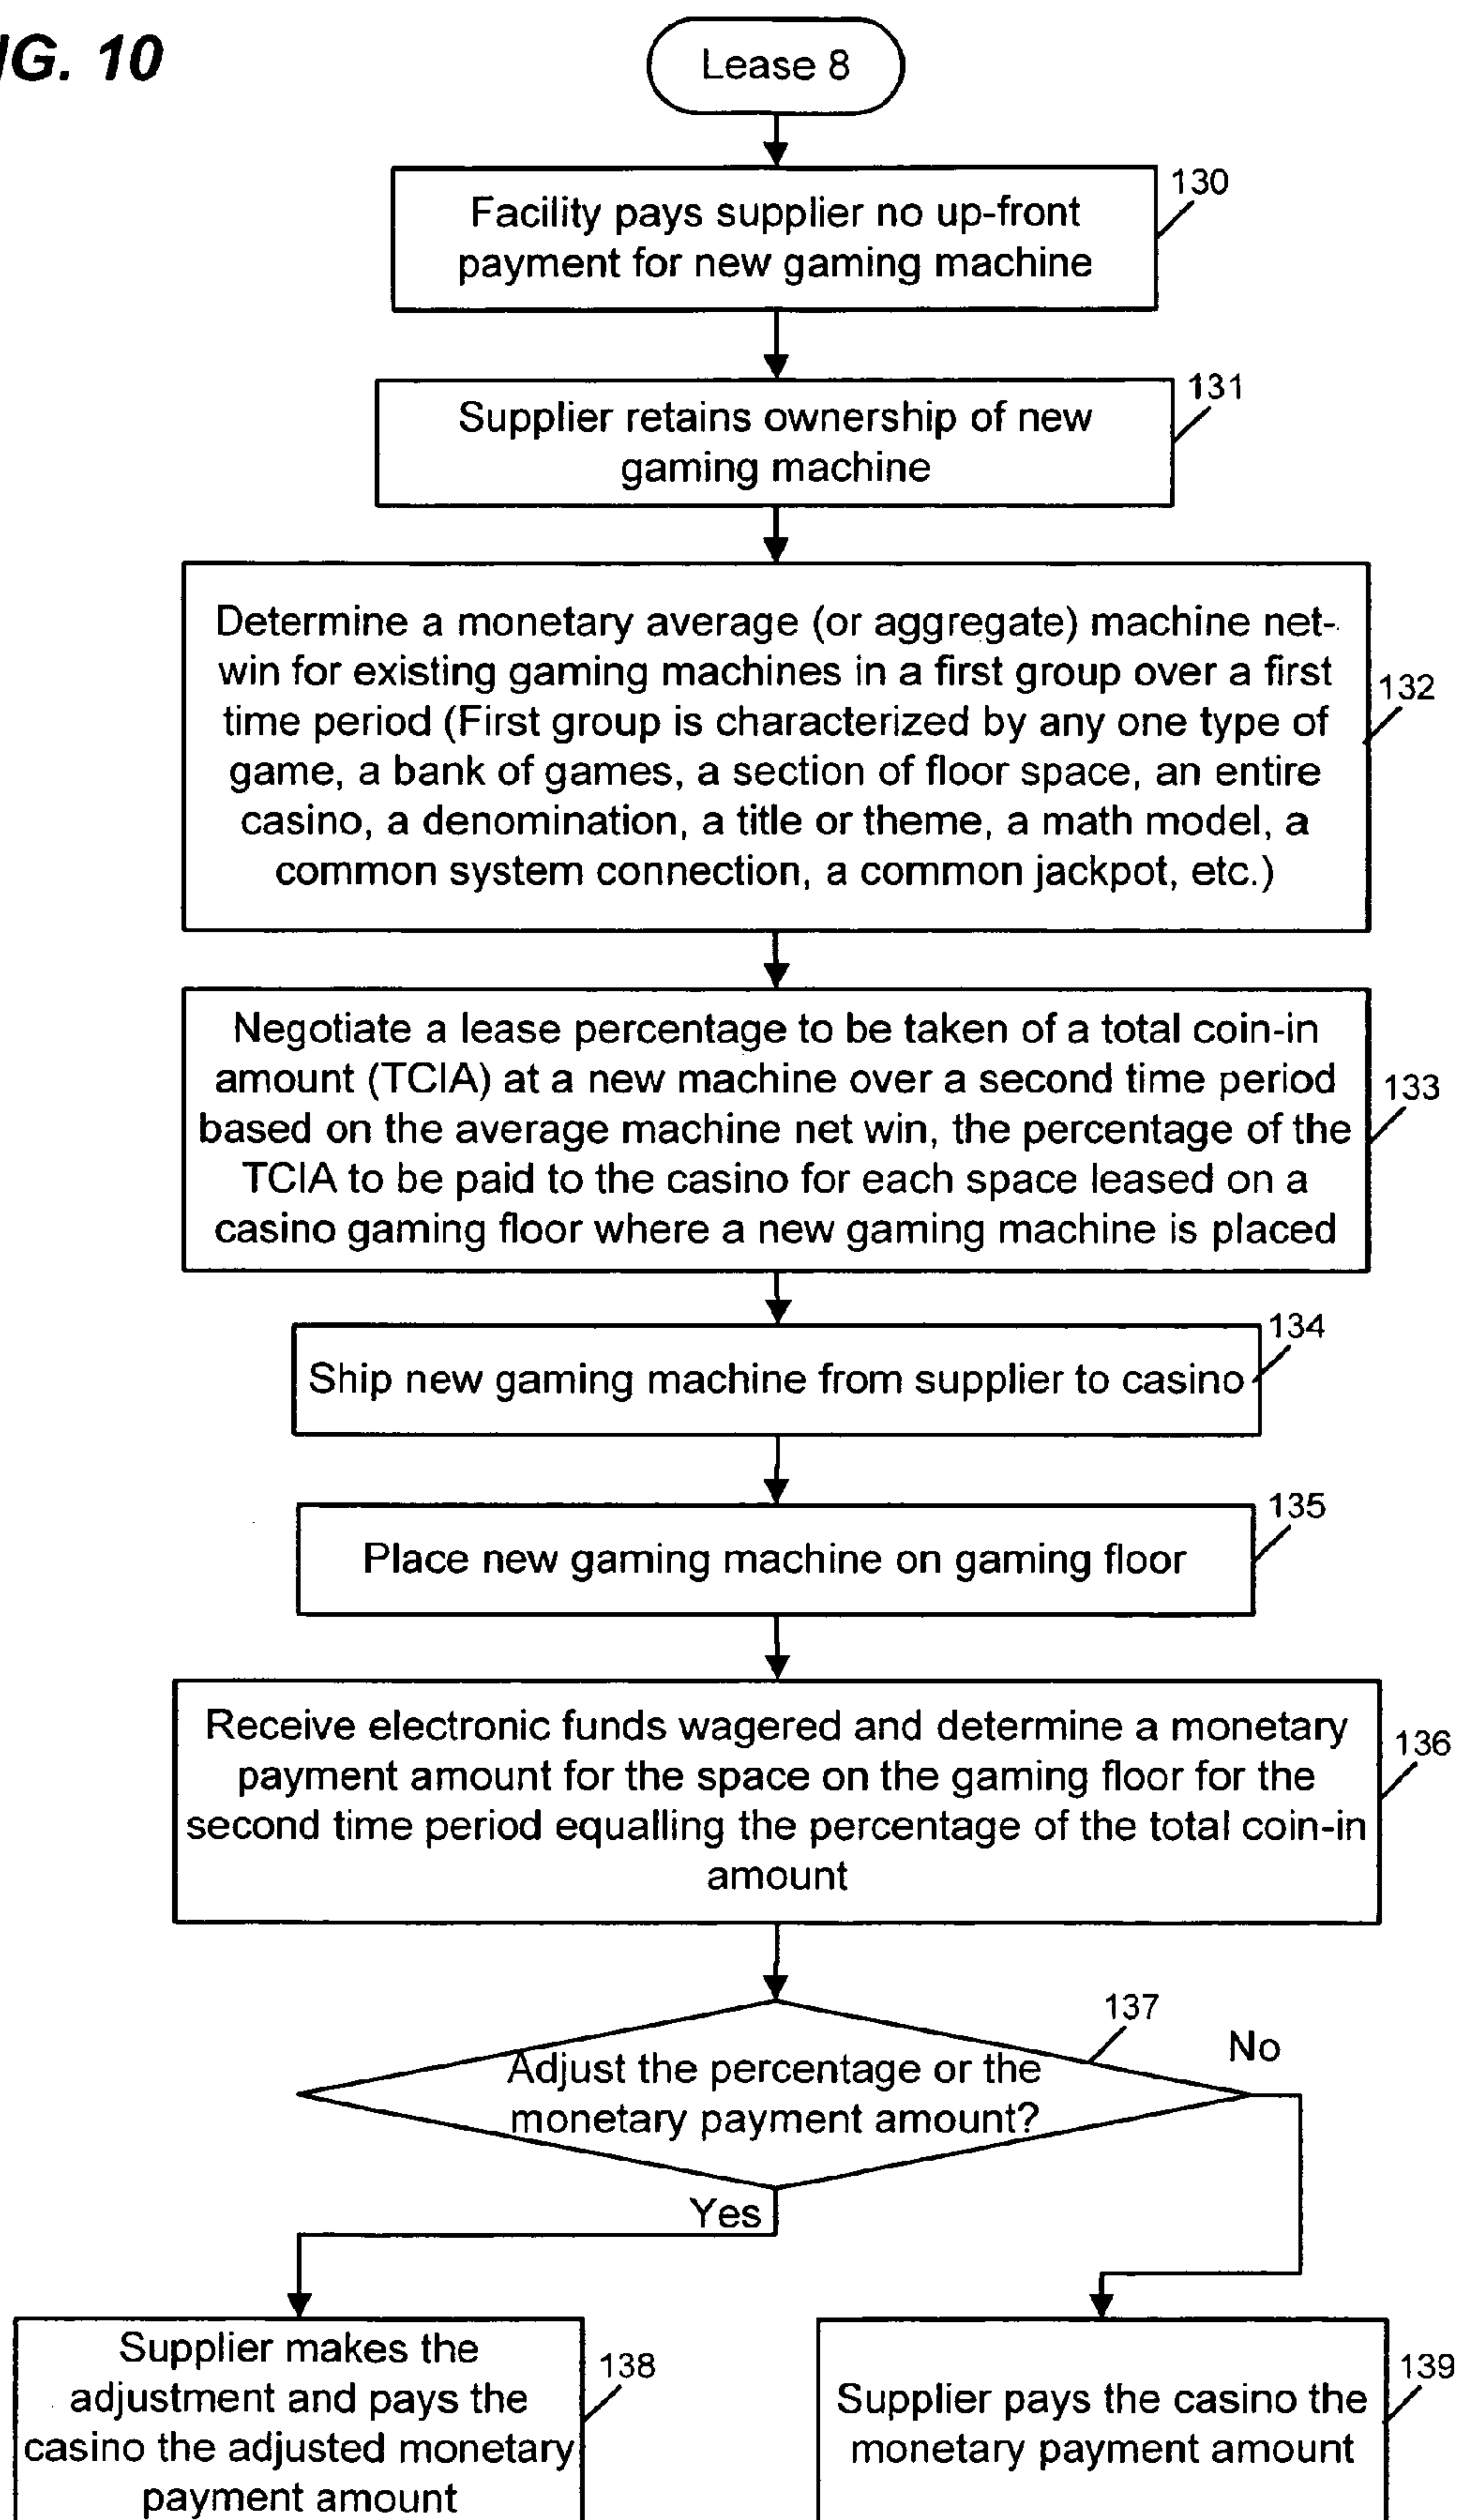 G. 10
Lease 8
130
Facility pays supplier no up-front
payment for new gaming machine
131
Supplier retains ownership of new
gaming machine
132
Determine a monetary average (or aggregate) machine net-
win for existing gaming machines in a first group over a first
time period (First group is characterized by any one type of
game, a bank of games, a section of floor space, an entire
casino, a denomination, a title or theme, a math model, a
common system connection, a common jackpot, etc.)
133
Negotiate a lease percentage to be taken of a total coin-in
amount (TCIA) at a new machine over a second time period
based on the average machine net win, the percentage of the
TCIA to be paid to the casino for each space leased on a
casino gaming floor where a new gaming machine is placed
134
Ship new gaming machine from supplier to casino
135
Place new gaming machine on gaming floor
136
Receive electronic funds wagered and determine a monetary
payment amount for the space on the gaming floor for the
second time period equalling the percentage of the total coin-in
amount
137
Adjust the percentage or the
monetary payment amount?
No
Yes
138
Supplier makes the
adjustment and pays the
casino the adjusted monetary
payment amount
139
Supplier pays the casino the
monetary payment amount